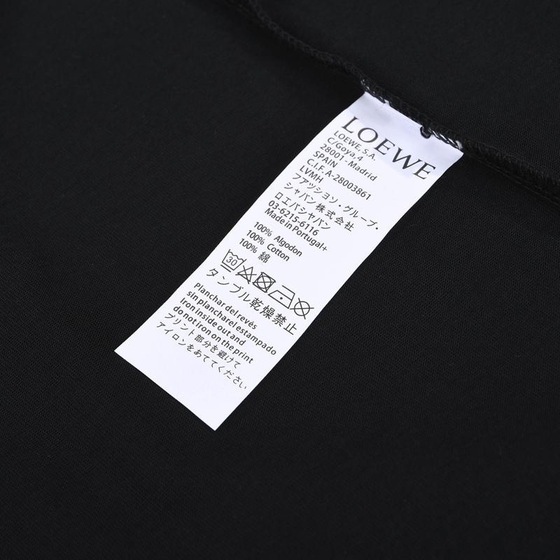 LOEWE
LOEWE S.A.
C/Goya,4
28001-Madrid
SPAIN
C.I.F.A-28003861
LVMH
ファッション・グループ・
ジャパン株式会社
ロエベジャパン
03-6215-6116
Made in Portugal+
100% Algodon
100% Cotton
100% 綿
30
タンブル乾燥禁止
Planchar del revés
sin planchar el estampado
Iron inside out and
do not iron on the print
プリント部分を避けて
アイロンをあててください